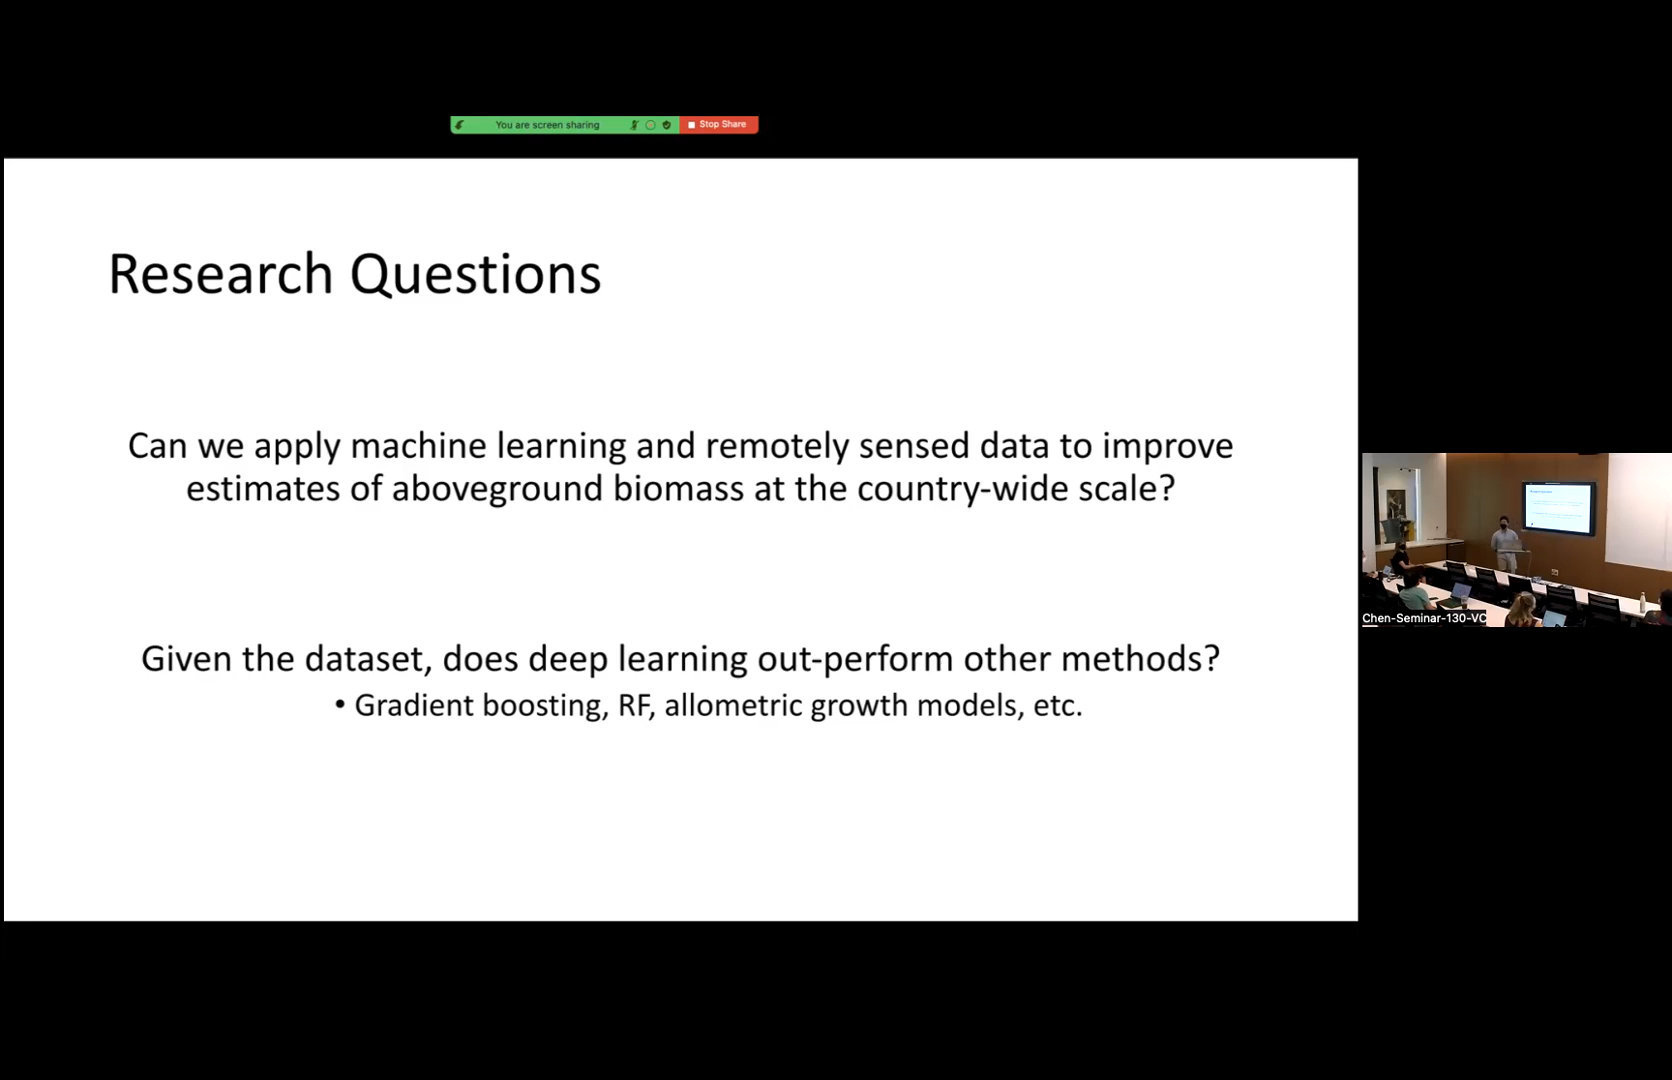 You are screen sharing
Stop Share
Research Questions
Can we apply machine learning and remotely sensed data to improve
estimates of aboveground biomass at the country-wide scale?
Given the dataset, does deep learning out-perform other methods?
• Gradient boosting, RF, allometric growth models, etc.
Chen-Seminar-130-VC